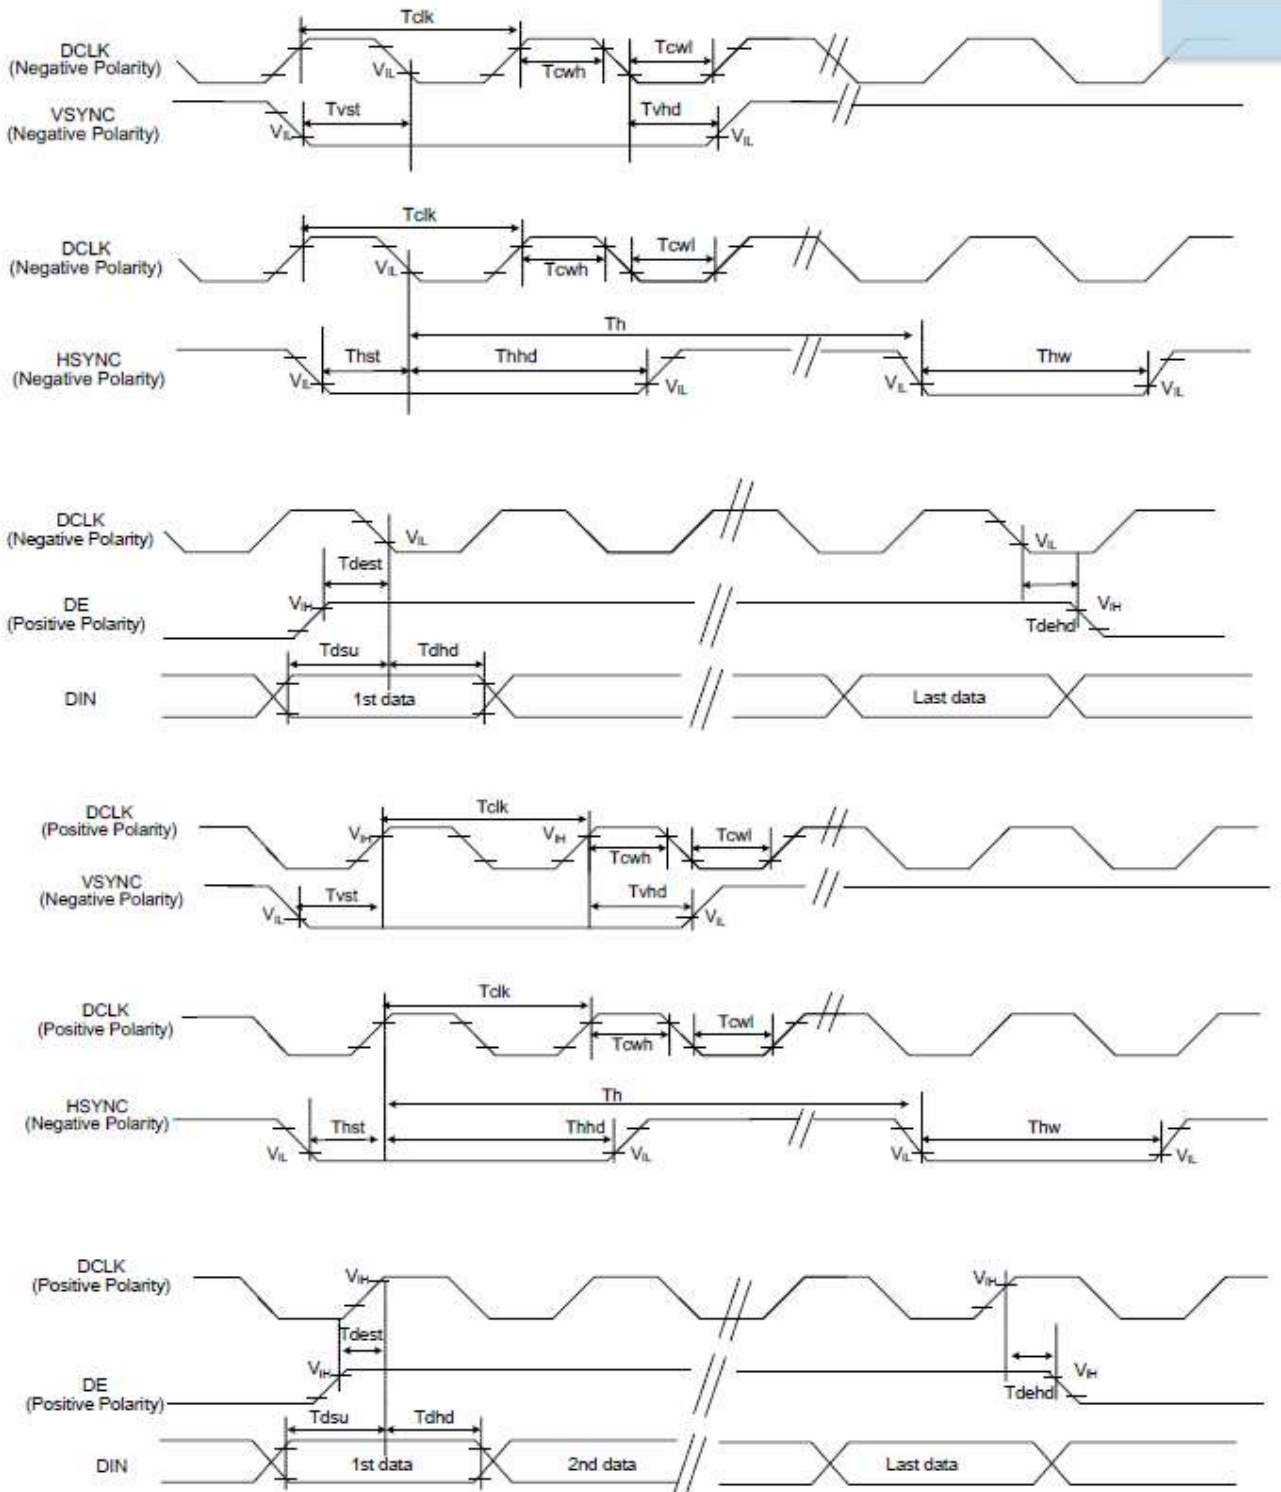 Tclk
DCLK
(Negative Polarity)
VIL
Tcwh
Tcwl
VSYNC
(Negative Polarity)
VIL
Tvst
Tvhd
VIL
Tclk
DCLK
(Negative Polarity)
VIL
Tcwh
Tcwl
Th
HSYNC
(Negative Polarity)
VIL
Thst
Thhd
VIL
VIL
Thw
VIL
DCLK
(Negative Polarity)
VIL
VIL
Tdest
DE
(Positive Polarity)
VIH
VIH
Tdehd
Tdsu
Tdhd
DIN
1st data
Last data
Tclk
DCLK
(Positive Polarity)
VIH
VIH
Tcwh
Tcwl
VSYNC
(Negative Polarity)
VIL
Tvst
Tvhd
VIL
Tclk
DCLK
(Positive Polarity)
Tcwh
Tcwl
Th
HSYNC
(Negative Polarity)
VIL
Thst
Thhd
VIL
VIL
Thw
VIL
DCLK
(Positive Polarity)
VIH
VIH
Tdest
DE
(Positive Polarity)
VIH
VIH
Tdehd
Tdsu
Tdhd
DIN
1st data
2nd data
Last data